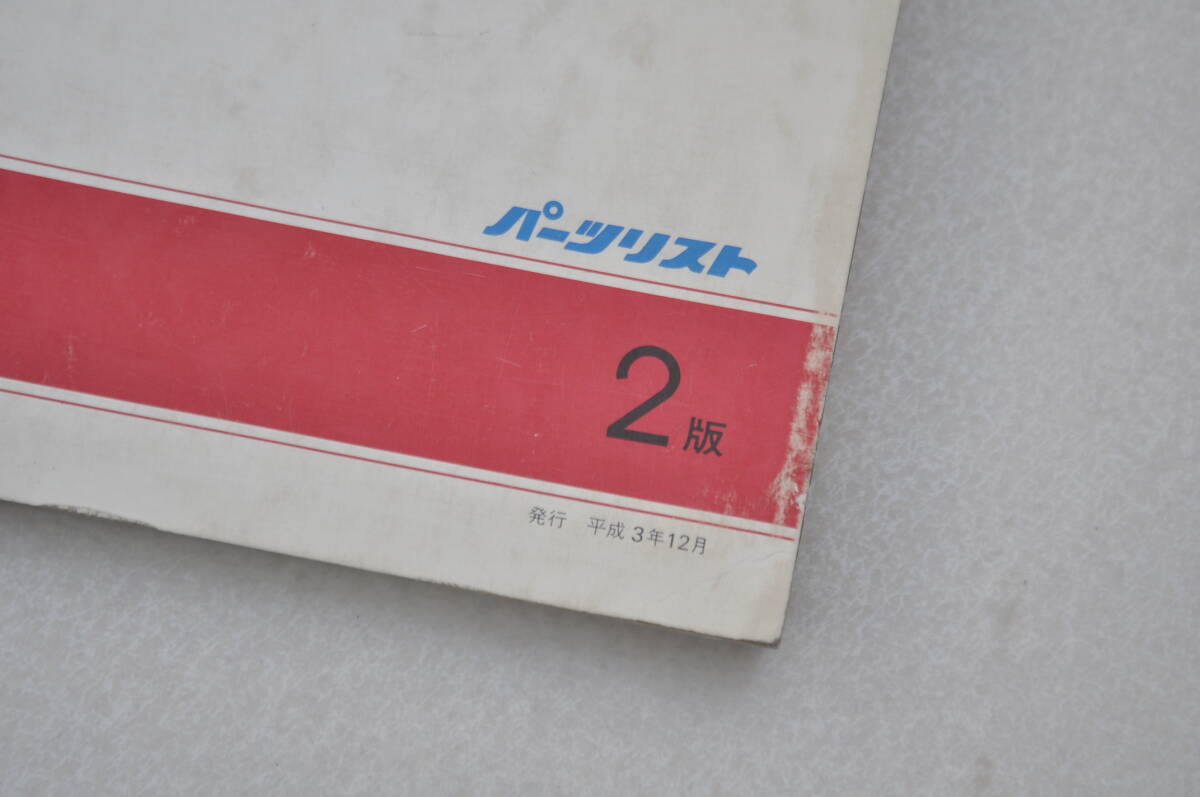 パーツリスト
2版
発行 平成3年12月